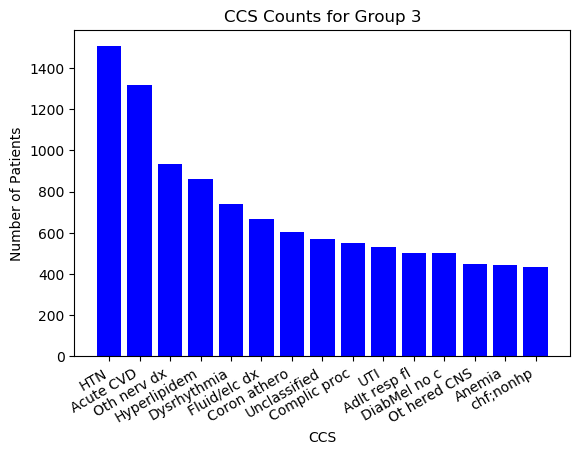 CCS Counts for Group 3
Number of Patients
1400
1200
1000
800
600
400
200
0
HTN
Acute CVD
Oth nerv dx
Hyperlipidem
Dysrhythmia
Fluid/elc dx
Coron athero
Unclassified
Complic proc
UTI
Adlt resp fl
DiabMel no c
Ot hered CNS
Anemia
chf;nonhp
CCS